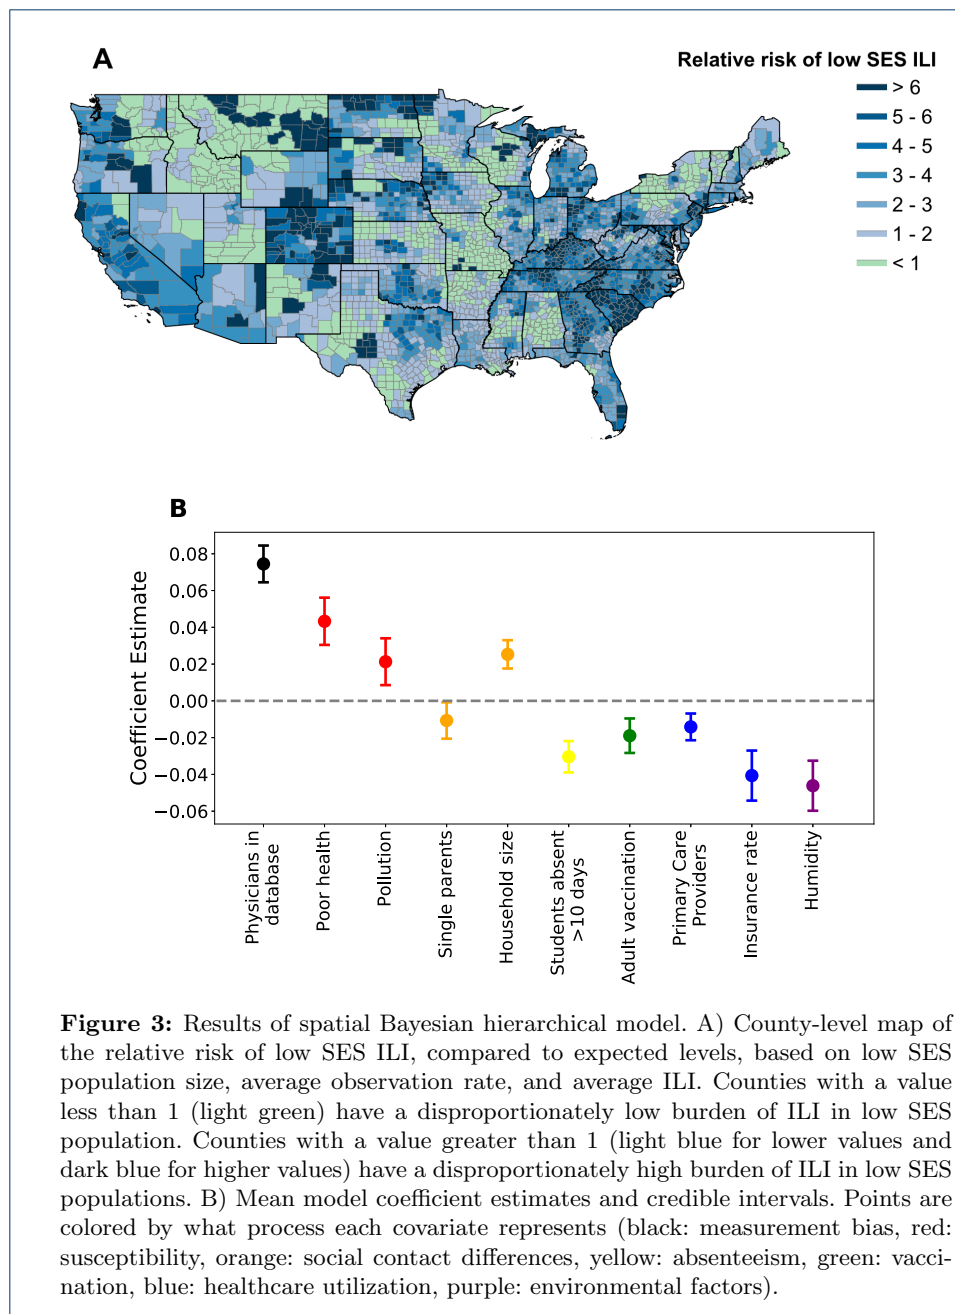 A
Relative risk of low SES ILI
> 6
5 - 6
4 - 5
3 - 4
2 - 3
1 - 2
< 1
B
Coefficient Estimate
0.08
0.06
0.04
0.02
0.00
−0.02
−0.04
−0.06
Physicians in
database
Poor health
Pollution
Single parents
Household size
Students absent
>10 days
Adult vaccination
Primary Care
Providers
Insurance rate
Humidity
Figure 3: Results of spatial Bayesian hierarchical model. A) County-level map of
the relative risk of low SES ILI, compared to expected levels, based on low SES
population size, average observation rate, and average ILI. Counties with a value
less than 1 (light green) have a disproportionately low burden of ILI in low SES
population. Counties with a value greater than 1 (light blue for lower values and
dark blue for higher values) have a disproportionately high burden of ILI in low SES
populations. B) Mean model coefficient estimates and credible intervals. Points are
colored by what process each covariate represents (black: measurement bias, red:
susceptibility, orange: social contact differences, yellow: absenteeism, green: vacci-
nation, blue: healthcare utilization, purple: environmental factors).